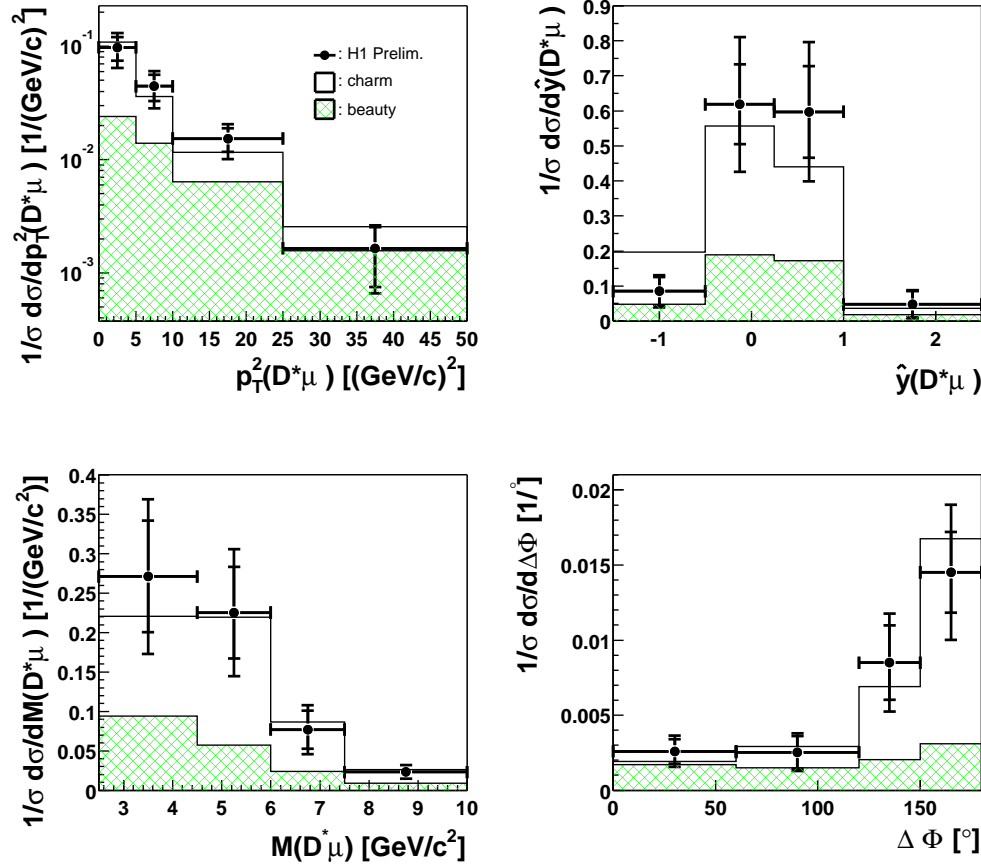 1/σ dσ/dp_T^2(D*μ ) [1/(GeV/c)^2]
10^-1
10^-2
10^-3
: H1 Prelim.
: charm
: beauty
0 5 10 15 20 25 30 35 40 45 50
p_T^2(D*μ ) [(GeV/c)^2]
1/σ dσ/dŷ(D*μ )
0.9
0.8
0.7
0.6
0.5
0.4
0.3
0.2
0.1
0
-1 0 1 2
ŷ(D*μ )
1/σ dσ/dM(D*μ ) [1/(GeV/c^2)]
0.4
0.35
0.3
0.25
0.2
0.15
0.1
0.05
0
3 4 5 6 7 8 9 10
M(D*μ) [GeV/c^2]
1/σ dσ/dΔΦ [1/°]
0.02
0.015
0.01
0.005
0
0 50 100 150
Δ Φ [°]